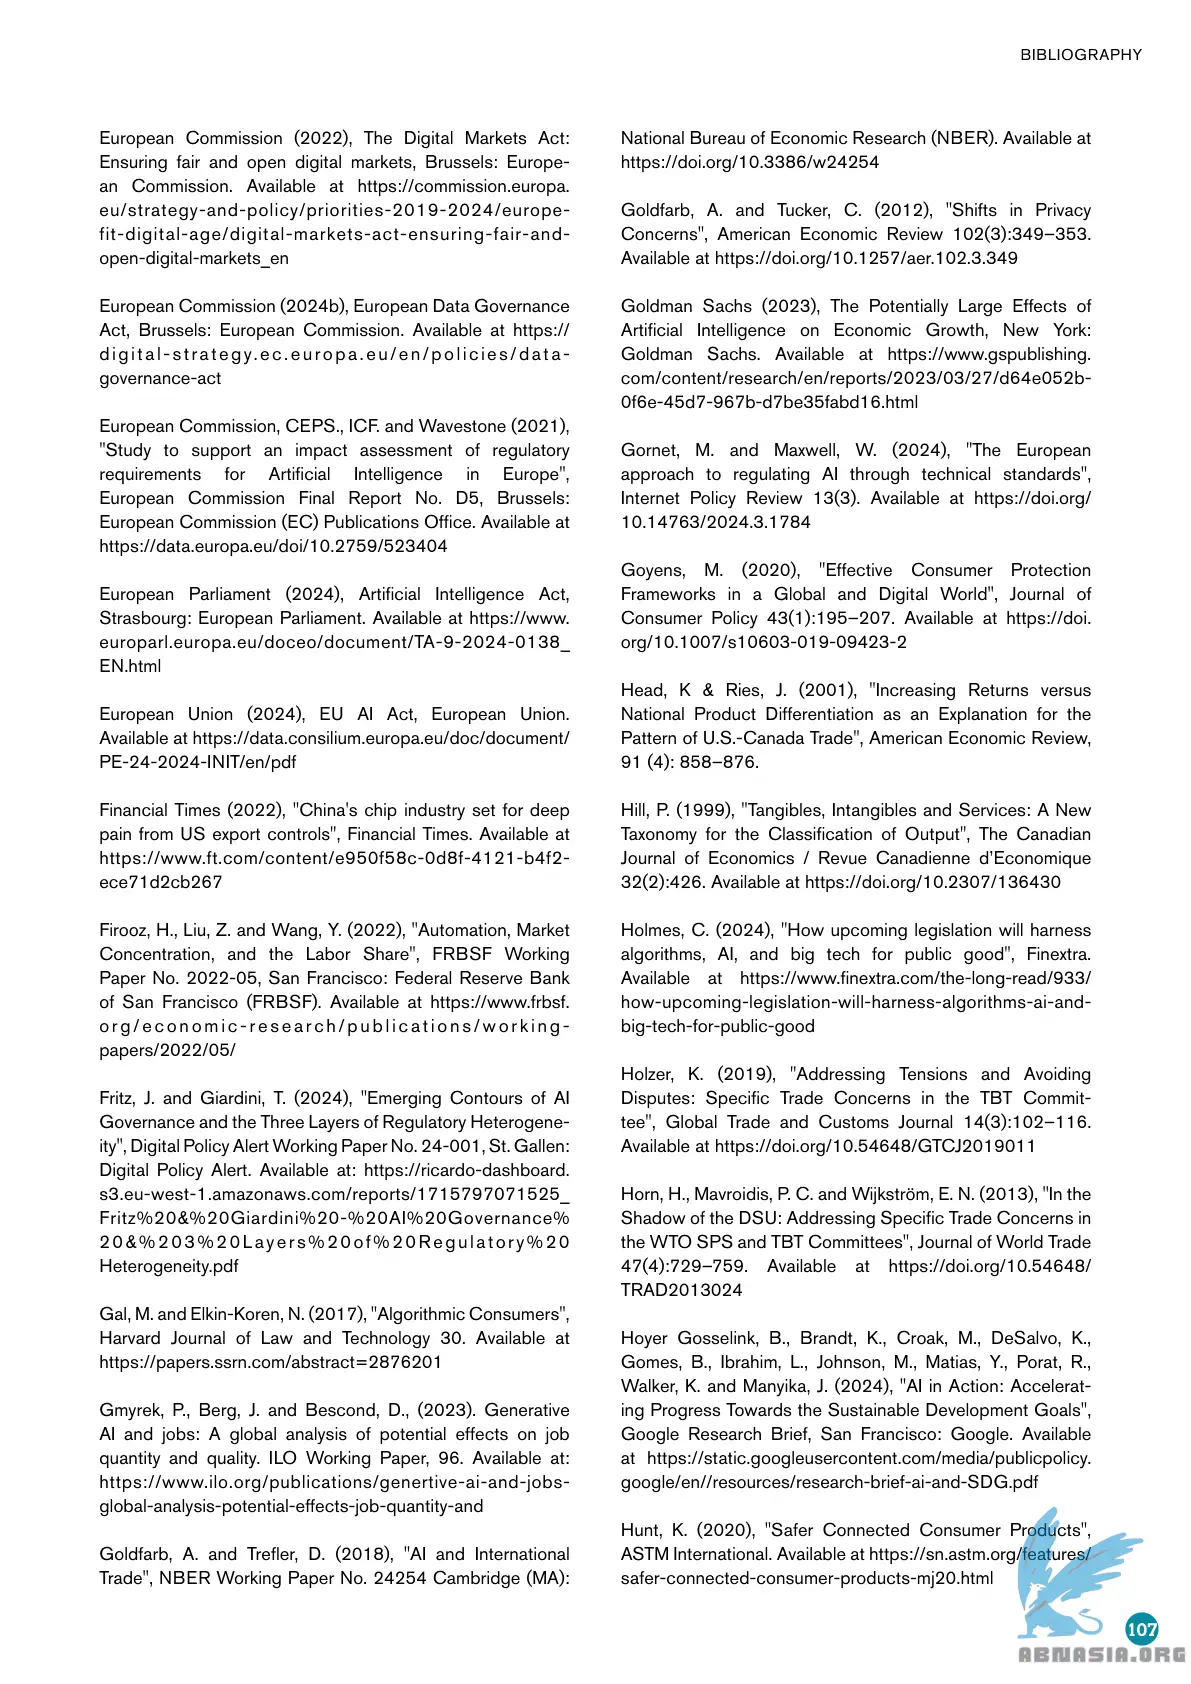 BIBLIOGRAPHY
European Commission (2022), The Digital Markets Act:
Ensuring fair and open digital markets, Brussels: Europe-
an Commission. Available at https://commission.europa.
eu/strategy-and-policy/priorities-2019-2024/europe-
fit-digital-age/digital-markets-act-ensuring-fair-and-
open-digital-markets_en
European Commission (2024b), European Data Governance
Act, Brussels: European Commission. Available at https://
digital-strategy.ec.europa.eu/en/policies/data-
governance-act
European Commission, CEPS., ICF. and Wavestone (2021),
"Study to support an impact assessment of regulatory
requirements for Artificial Intelligence in Europe",
European Commission Final Report No. D5, Brussels:
European Commission (EC) Publications Office. Available at
https://data.europa.eu/doi/10.2759/523404
European Parliament (2024), Artificial Intelligence Act,
Strasbourg: European Parliament. Available at https://www.
europarl.europa.eu/doceo/document/TA-9-2024-0138_
EN.html
European Union (2024), EU AI Act, European Union.
Available at https://data.consilium.europa.eu/doc/document/
PE-24-2024-INIT/en/pdf
Financial Times (2022), "China's chip industry set for deep
pain from US export controls", Financial Times. Available at
https://www.ft.com/content/e950f58c-0d8f-4121-b4f2-
ece71d2cb267
Firooz, H., Liu, Z. and Wang, Y. (2022), "Automation, Market
Concentration, and the Labor Share", FRBSF Working
Paper No. 2022-05, San Francisco: Federal Reserve Bank
of San Francisco (FRBSF). Available at https://www.frbsf.
org/economic-research/publications/working-
papers/2022/05/
Fritz, J. and Giardini, T. (2024), "Emerging Contours of AI
Governance and the Three Layers of Regulatory Heterogene-
ity", Digital Policy Alert Working Paper No. 24-001, St. Gallen:
Digital Policy Alert. Available at: https://ricardo-dashboard.
s3.eu-west-1.amazonaws.com/reports/1715797071525_
Fritz%20&%20Giardini%20-%20AI%20Governance%
20&%203%20Layers%20of%20Regulatory%20
Heterogeneity.pdf
Gal, M. and Elkin-Koren, N. (2017), "Algorithmic Consumers",
Harvard Journal of Law and Technology 30. Available at
https://papers.ssrn.com/abstract=2876201
Gmyrek, P., Berg, J. and Bescond, D., (2023). Generative
AI and jobs: A global analysis of potential effects on job
quantity and quality. ILO Working Paper, 96. Available at:
https://www.ilo.org/publications/genertive-ai-and-jobs-
global-analysis-potential-effects-job-quantity-and
Goldfarb, A. and Trefler, D. (2018), "AI and International
Trade", NBER Working Paper No. 24254 Cambridge (MA):
National Bureau of Economic Research (NBER). Available at
https://doi.org/10.3386/w24254
Goldfarb, A. and Tucker, C. (2012), "Shifts in Privacy
Concerns", American Economic Review 102(3):349–353.
Available at https://doi.org/10.1257/aer.102.3.349
Goldman Sachs (2023), The Potentially Large Effects of
Artificial Intelligence on Economic Growth, New York:
Goldman Sachs. Available at https://www.gspublishing.
com/content/research/en/reports/2023/03/27/d64e052b-
0f6e-45d7-967b-d7be35fabd16.html
Gornet, M. and Maxwell, W. (2024), "The European
approach to regulating AI through technical standards",
Internet Policy Review 13(3). Available at https://doi.org/
10.14763/2024.3.1784
Goyens, M. (2020), "Effective Consumer Protection
Frameworks in a Global and Digital World", Journal of
Consumer Policy 43(1):195–207. Available at https://doi.
org/10.1007/s10603-019-09423-2
Head, K & Ries, J. (2001), "Increasing Returns versus
National Product Differentiation as an Explanation for the
Pattern of U.S.-Canada Trade", American Economic Review,
91 (4): 858–876.
Hill, P. (1999), "Tangibles, Intangibles and Services: A New
Taxonomy for the Classification of Output", The Canadian
Journal of Economics / Revue Canadienne d'Economique
32(2):426. Available at https://doi.org/10.2307/136430
Holmes, C. (2024), "How upcoming legislation will harness
algorithms, AI, and big tech for public good", Finextra.
Available at https://www.finextra.com/the-long-read/933/
how-upcoming-legislation-will-harness-algorithms-ai-and-
big-tech-for-public-good
Holzer, K. (2019), "Addressing Tensions and Avoiding
Disputes: Specific Trade Concerns in the TBT Commit-
tee", Global Trade and Customs Journal 14(3):102–116.
Available at https://doi.org/10.54648/GTCJ2019011
Horn, H., Mavroidis, P. C. and Wijkström, E. N. (2013), "In the
Shadow of the DSU: Addressing Specific Trade Concerns in
the WTO SPS and TBT Committees", Journal of World Trade
47(4):729–759. Available at https://doi.org/10.54648/
TRAD2013024
Hoyer Gosselink, B., Brandt, K., Croak, M., DeSalvo, K.,
Gomes, B., Ibrahim, L., Johnson, M., Matias, Y., Porat, R.,
Walker, K. and Manyika, J. (2024), "AI in Action: Accelerat-
ing Progress Towards the Sustainable Development Goals",
Google Research Brief, San Francisco: Google. Available
at https://static.googleusercontent.com/media/publicpolicy.
google/en//resources/research-brief-ai-and-SDG.pdf
Hunt, K. (2020), "Safer Connected Consumer Products",
ASTM International. Available at https://sn.astm.org/features/
safer-connected-consumer-products-mj20.html
107
ABNASIA.ORG